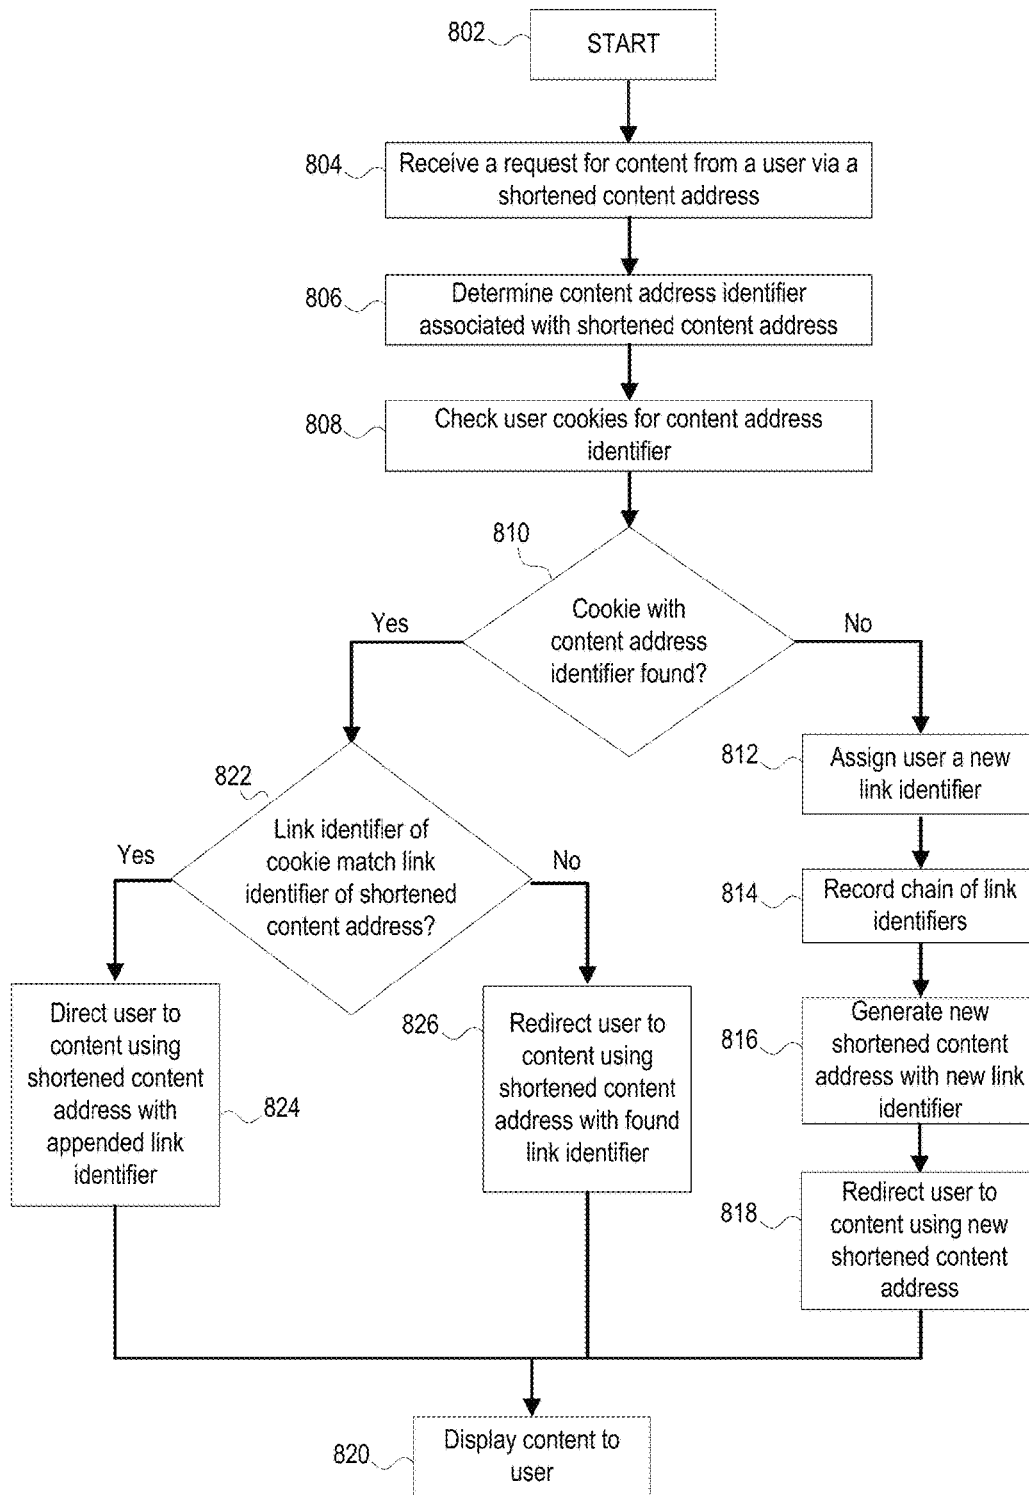 802
START
804
Receive a request for content from a user via a
shortened content address
806
Determine content address identifier
associated with shortened content address
808
Check user cookies for content address
identifier
810
Cookie with
content address
identifier found?
Yes
No
812
Assign user a new
link identifier
822
Link identifier of
cookie match link
identifier of shortened
content address?
Yes
No
814
Record chain of link
identifiers
816
Generate new
shortened content
address with new link
identifier
818
Redirect user to
content using new
shortened content
address
Direct user to
content using
shortened content
address with
appended link
identifier
824
826
Redirect user to
content using
shortened content
address with found
link identifier
820
Display content to
user